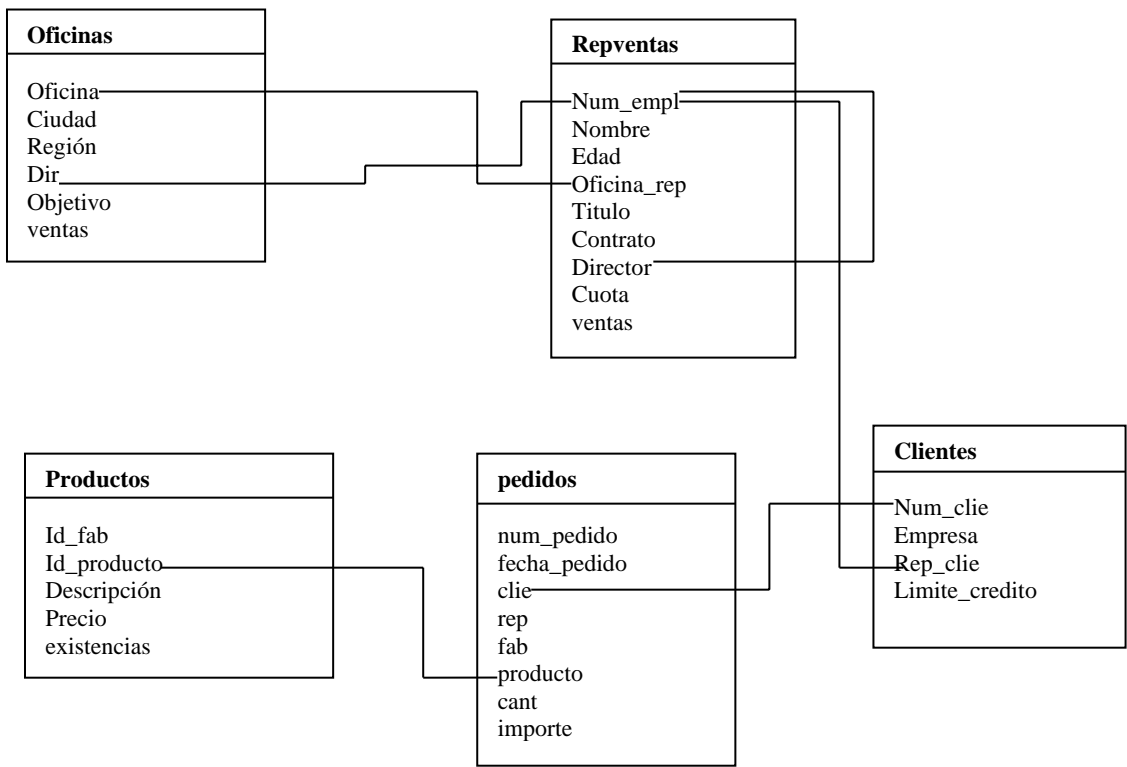 Oficinas
Oficina
Ciudad
Región
Dir
Objetivo
ventas
Repventas
Num_empl
Nombre
Edad
Oficina_rep
Titulo
Contrato
Director
Cuota
ventas
Productos
Id_fab
Id_producto
Descripción
Precio
existencias
pedidos
num_pedido
fecha_pedido
clie
rep
fab
producto
cant
importe
Clientes
Num_clie
Empresa
Rep_clie
Limite_credito